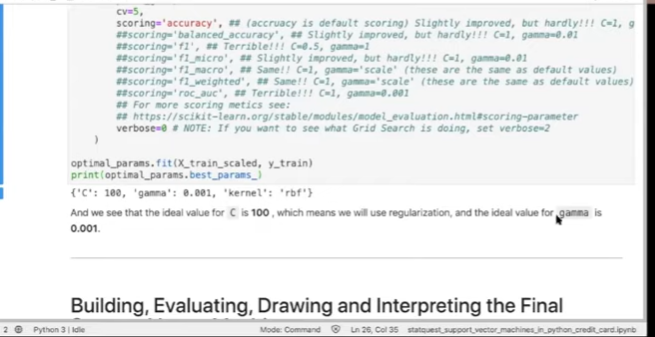 cv=5,
scoring='accuracy', ## (accruacy is default scoring) Slightly improved, but hardly!!! C=1, g
##scoring='balanced_accuracy', ## Slightly improved, but hardly!!! C=1, gamma=0.01
##scoring='f1', ## Terrible!!! C=0.5, gamma=1
##scoring='f1_micro', ## Slightly improved, but hardly!!! C=1, gamma=0.01
##scoring='f1_macro', ## Same!! C=1, gamma='scale' (these are the same as default values)
##scoring='f1_weighted', ## Same!! C=1, gamma='scale' (these are the same as default values)
##scoring='roc_auc', ## Terrible!!! C=1, gamma=0.001
## For more scoring metics see:
## https://scikit-learn.org/stable/modules/model_evaluation.html#scoring-parameter
verbose=0 # NOTE: If you want to see what Grid Search is doing, set verbose=2
)
optimal_params.fit(X_train_scaled, y_train)
print(optimal_params.best_params_)
{'C': 100, 'gamma': 0.001, 'kernel': 'rbf'}
And we see that the ideal value for C is 100 , which means we will use regularization, and the ideal value for gamma is
0.001.
Building, Evaluating, Drawing and Interpreting the Final
2 Python 3 | Idle Mode: Command Ln 26, Col 35 statquest_support_vector_machines_in_python_credit_card.ipynb